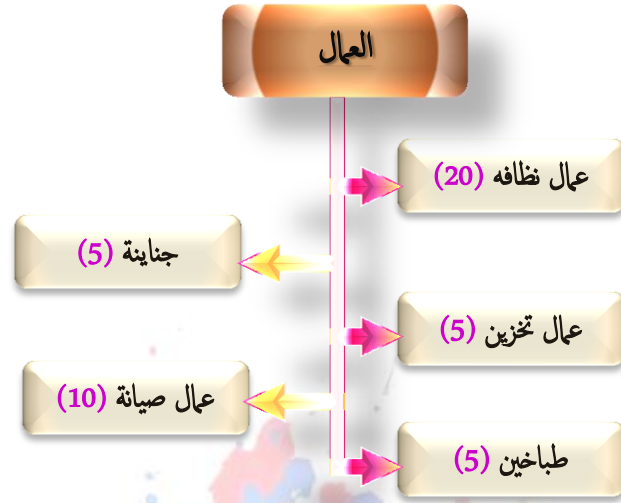 العمال
عمال نظافه (20)
جناينة (5)
عمال تخزين (5)
عمال صيانة (10)
طباخين (5)